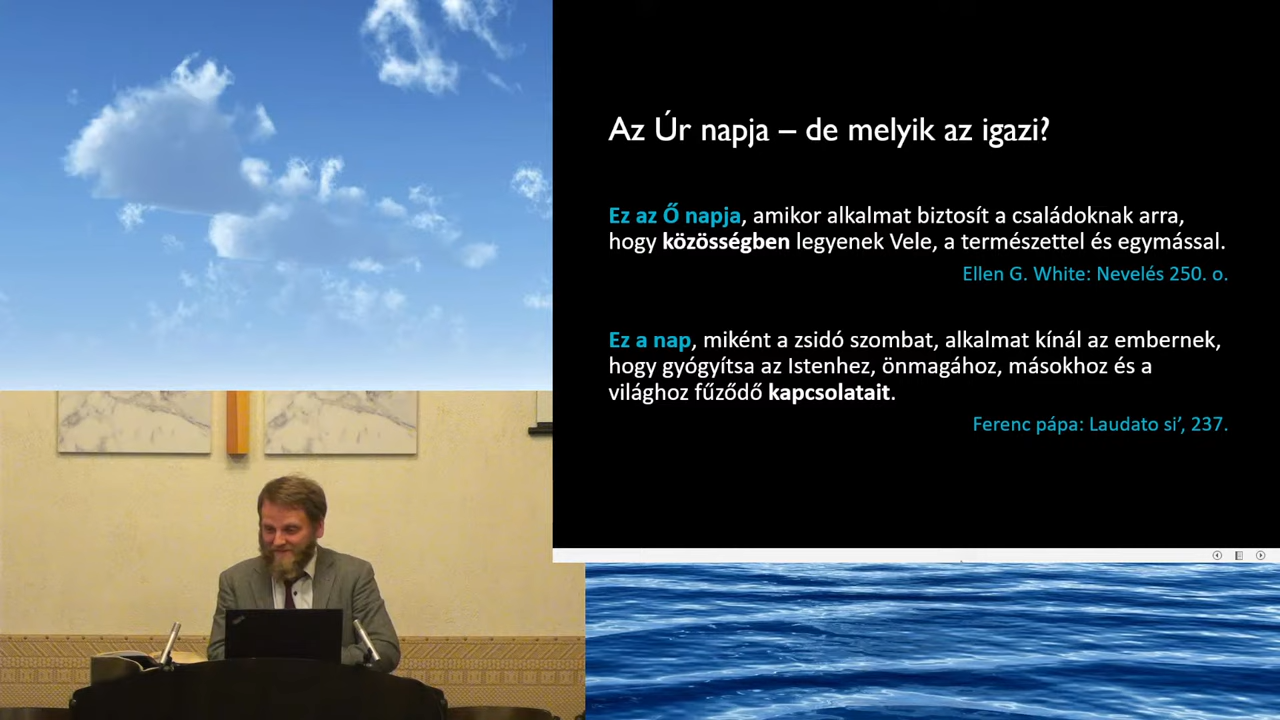 Az Úr napja – de melyik az igazi?
Ez az Ő napja, amikor alkalmat biztosít a családoknak arra,
hogy közösségben legyenek Vele, a természettel és egymással.
Ellen G. White: Nevelés 250. o.
Ez a nap, miként a zsidó szombat, alkalmat kínál az embernek,
hogy gyógyítsa az Istenhez, önmagához, másokhoz és a
világhoz fűződő kapcsolatait.
Ferenc pápa: Laudato si’, 237.